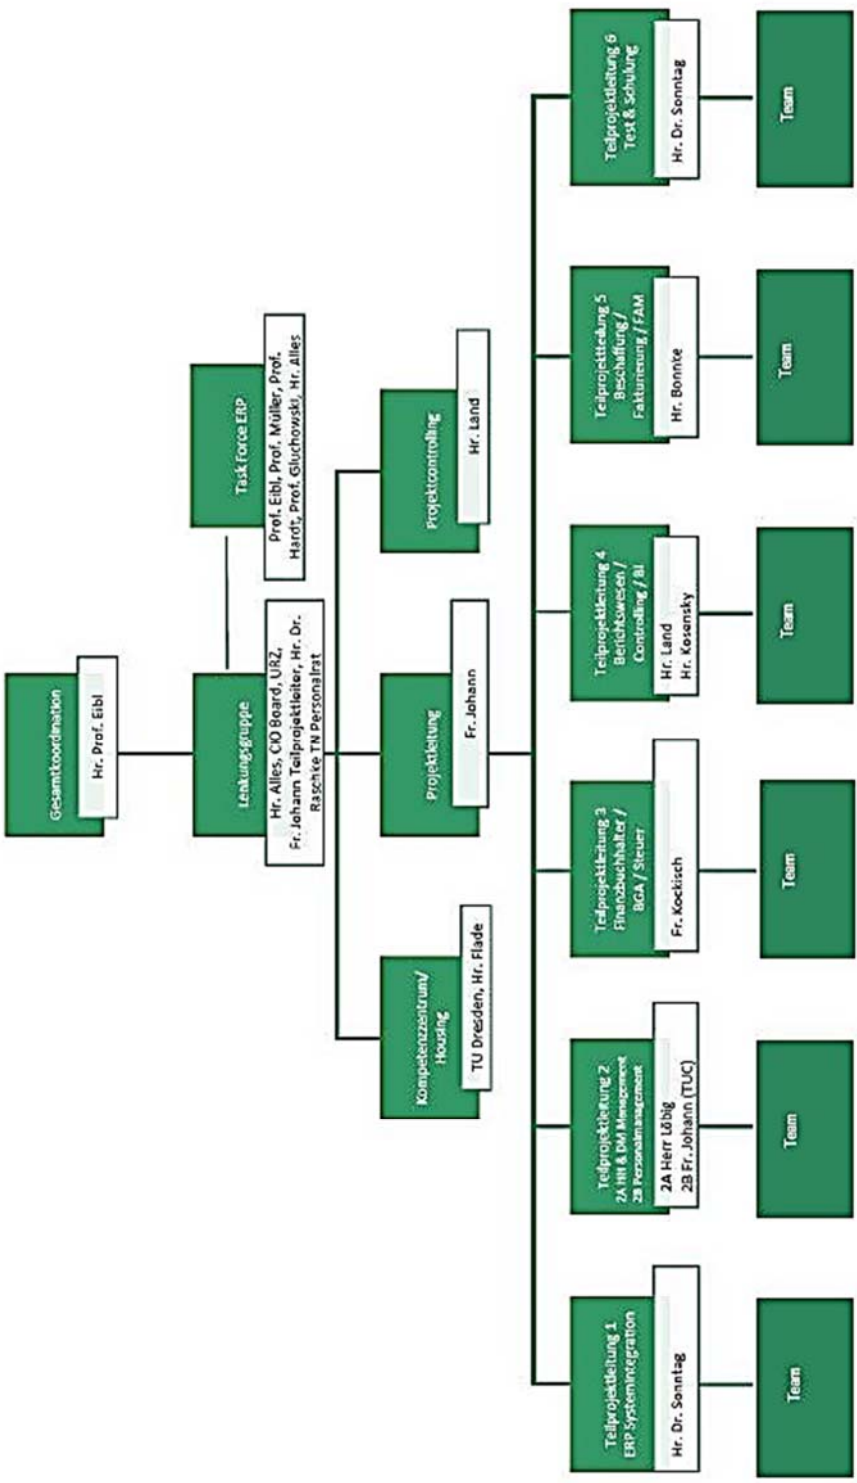 Gesamtkoordination
Hr. Prof. Eibl
Lenkungsgruppe
Hr. Alles, CIO Board, URZ,
Fr. Johann Teilprojektleiter, Hr. Dr.
Raschke TN Personalrat
Task Force ERP
Prof. Eibl, Prof. Müller, Prof.
Hardt, Prof. Gluchowski, Hr. Alles
Kompetenzzentrum/
Housing
TU Dresden, Hr. Flade
Projektleitung
Fr. Johann
Projektcontrolling
Hr. Land
Teilprojektleitung 1
ERP Systemintegration
Hr. Dr. Sonntag
Team
Teilprojektleitung 2
2A HH & DM Management
2B Personalmanagement
2A Herr Löbig
2B Fr. Johann (TUC)
Team
Teilprojektleitung 3
Finanzbuchhalter /
BGA / Steuer
Fr. Kockisch
Team
Teilprojektleitung 4
Berichtswesen /
Controlling / BI
Hr. Land
Hr. Kosensky
Team
Teilprojektleitung 5
Beschaffung /
Fakturierung / FAM
Hr. Bonnke
Team
Teilprojektleitung 6
Test & Schulung
Hr. Dr. Sonntag
Team